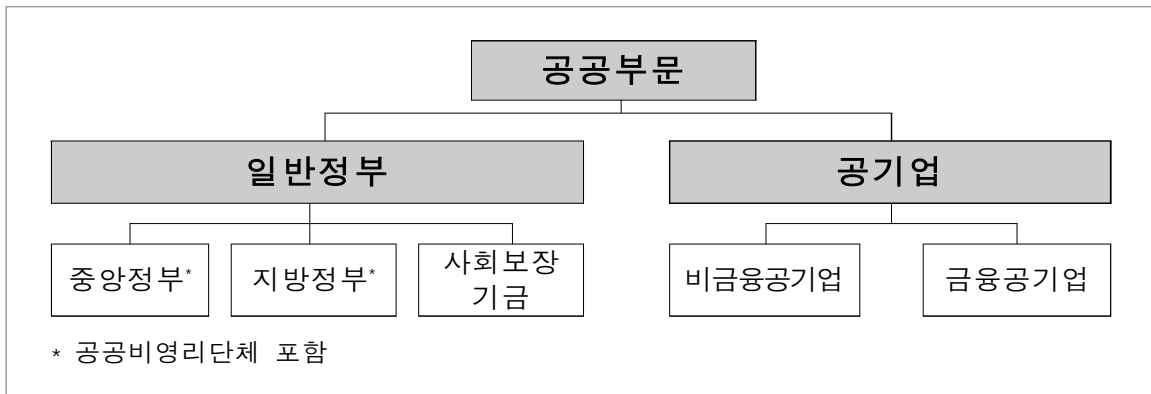 공공부문
일반정부
공기업
중앙정부*
지방정부*
사회보장
기금
비금융공기업
금융공기업
* 공공비영리단체 포함